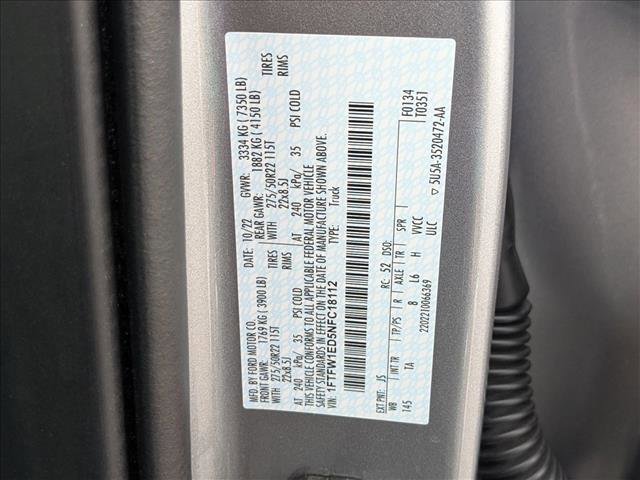 MFD. BY FORD MOTOR CO. DATE: 10/22 GVWR: 3334 KG ( 7350 LB)
FRONT GAWR: 1769 KG ( 3900 LB) REAR GAWR: 1882 KG ( 4150 LB)
WITH 275/50R22 115T TIRES WITH 275/50R22 115T TIRES
22x8.5J RIMS 22x8.5J RIMS
AT 240 kPa/ 35 PSI COLD AT 240 kPa/ 35 PSI COLD
THIS VEHICLE CONFORMS TO ALL APPLICABLE FEDERAL MOTOR VEHICLE
SAFETY STANDARDS IN EFFECT ON THE DATE OF MANUFACTURE SHOWN ABOVE.
VIN: 1FTFW1ED5NFC18112 TYPE: Truck
EXT PNT: JS RC: 52 DSO: F0134
WB INT TR TP/PS R AXLE TR SPR T0351
145 TA 8 L6 H VVCC
ULC
2202210066369 ▽ 5U5A-3520472-AA